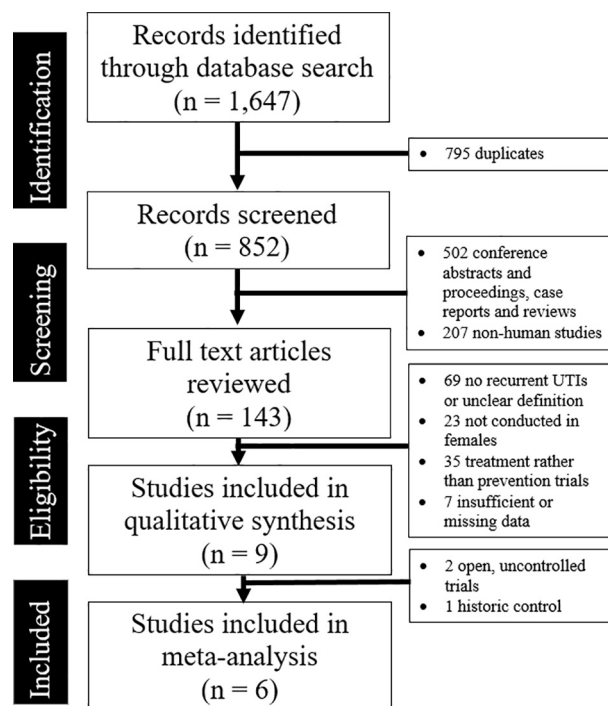 Identification
Records identified
through database search
(n = 1,647)
• 795 duplicates
Records screened
(n = 852)
Screening
• 502 conference
abstracts and
proceedings, case
reports and reviews
• 207 non-human studies
Full text articles
reviewed
(n = 143)
Eligibility
• 69 no recurrent UTIs
or unclear definition
• 23 not conducted in
females
• 35 treatment rather
than prevention trials
• 7 insufficient or
missing data
Studies included in
qualitative synthesis
(n = 9)
• 2 open, uncontrolled
trials
• 1 historic control
Included
Studies included in
meta-analysis
(n = 6)